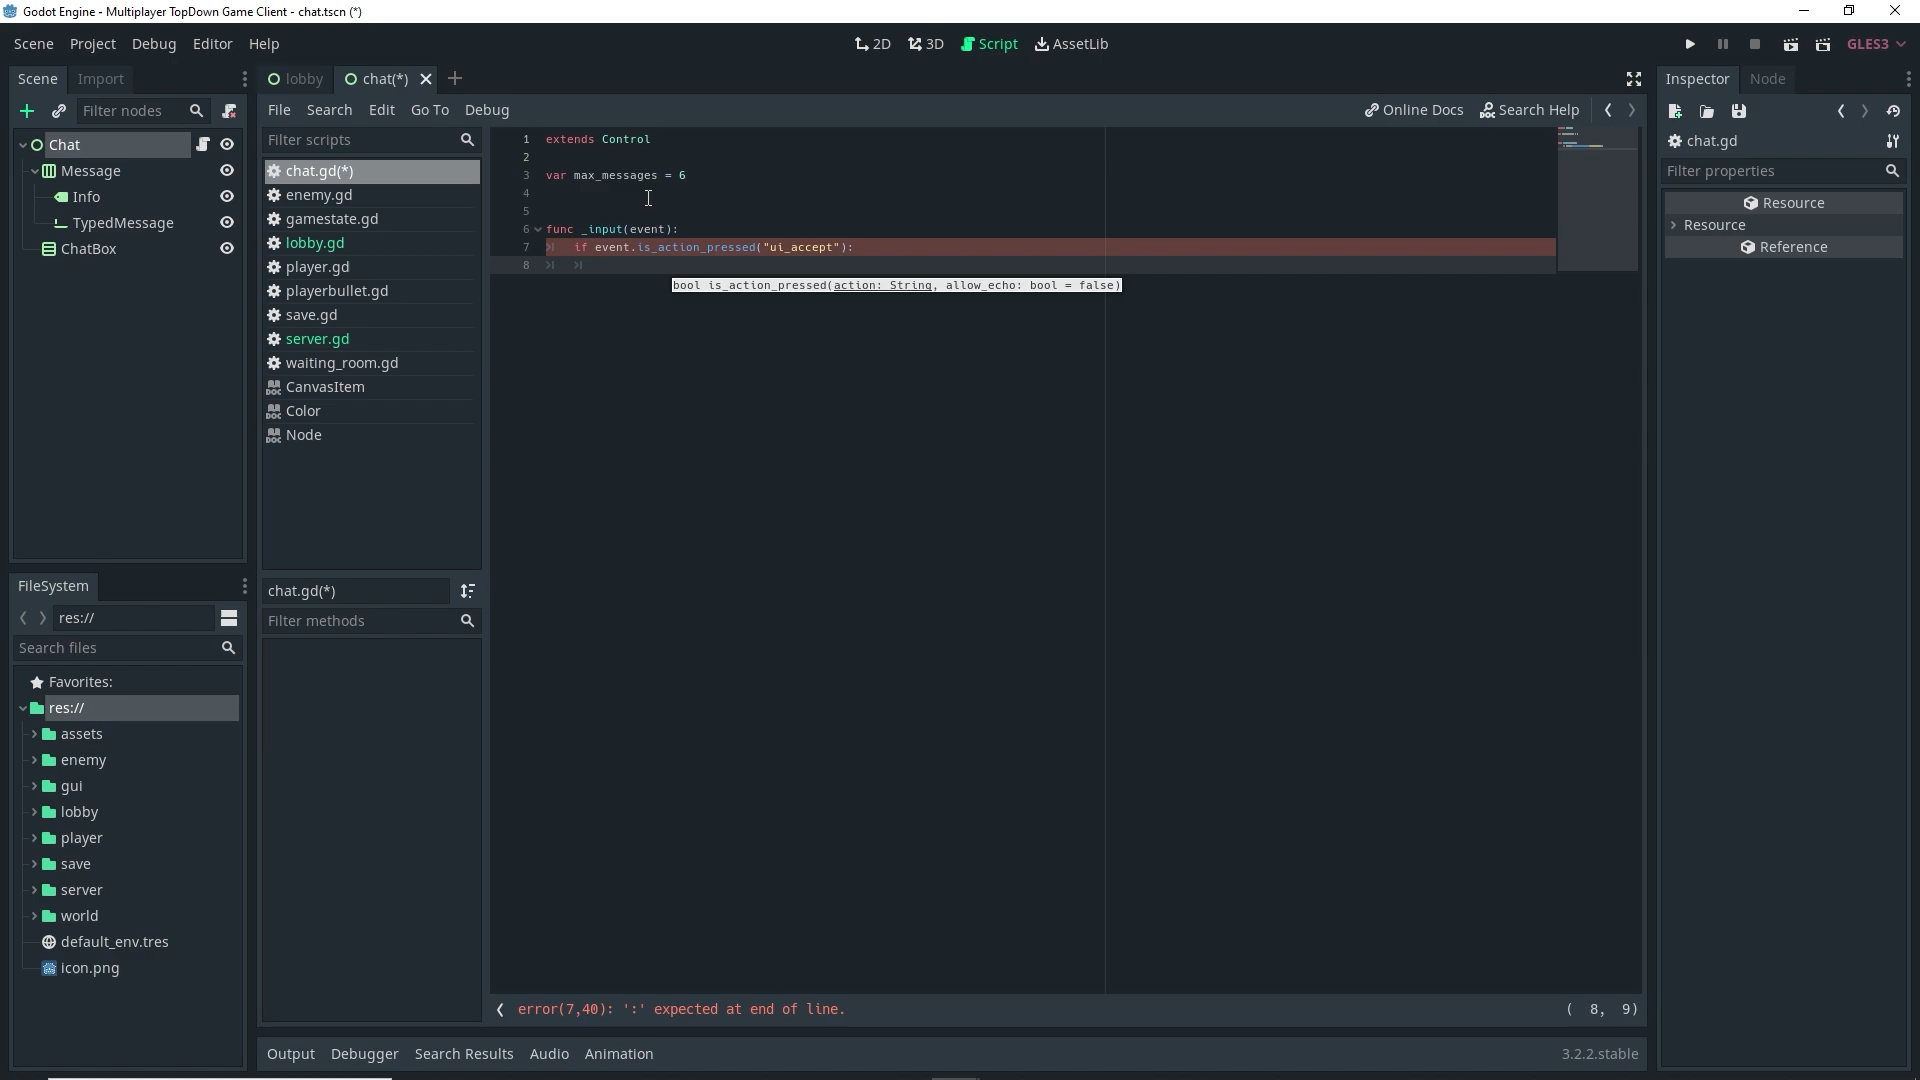 Godot Engine - Multiplayer TopDown Game Client - chat.tscn (*)
Scene Project Debug Editor Help
2D 3D Script AssetLib
GLES3
Scene Import
Filter nodes
Chat
Message
Info
TypedMessage
ChatBox
FileSystem
res://
Search files
Favorites:
res://
assets
enemy
gui
lobby
player
save
server
world
default_env.tres
icon.png
lobby chat(*)
File Search Edit Go To Debug
Online Docs Search Help
Filter scripts
chat.gd(*)
enemy.gd
gamestate.gd
lobby.gd
player.gd
playerbullet.gd
save.gd
server.gd
waiting_room.gd
CanvasItem
Color
Node
chat.gd(*)
Filter methods
1 extends Control
2
3 var max_messages = 6
4
5
6 func _input(event):
7 if event.is_action_pressed("ui_accept"):
8
bool is_action_pressed(action: String, allow_echo: bool = false)
error(7,40): ':' expected at end of line.
( 8, 9)
Output Debugger Search Results Audio Animation
3.2.2.stable
Inspector Node
chat.gd
Filter properties
Resource
Resource
Reference